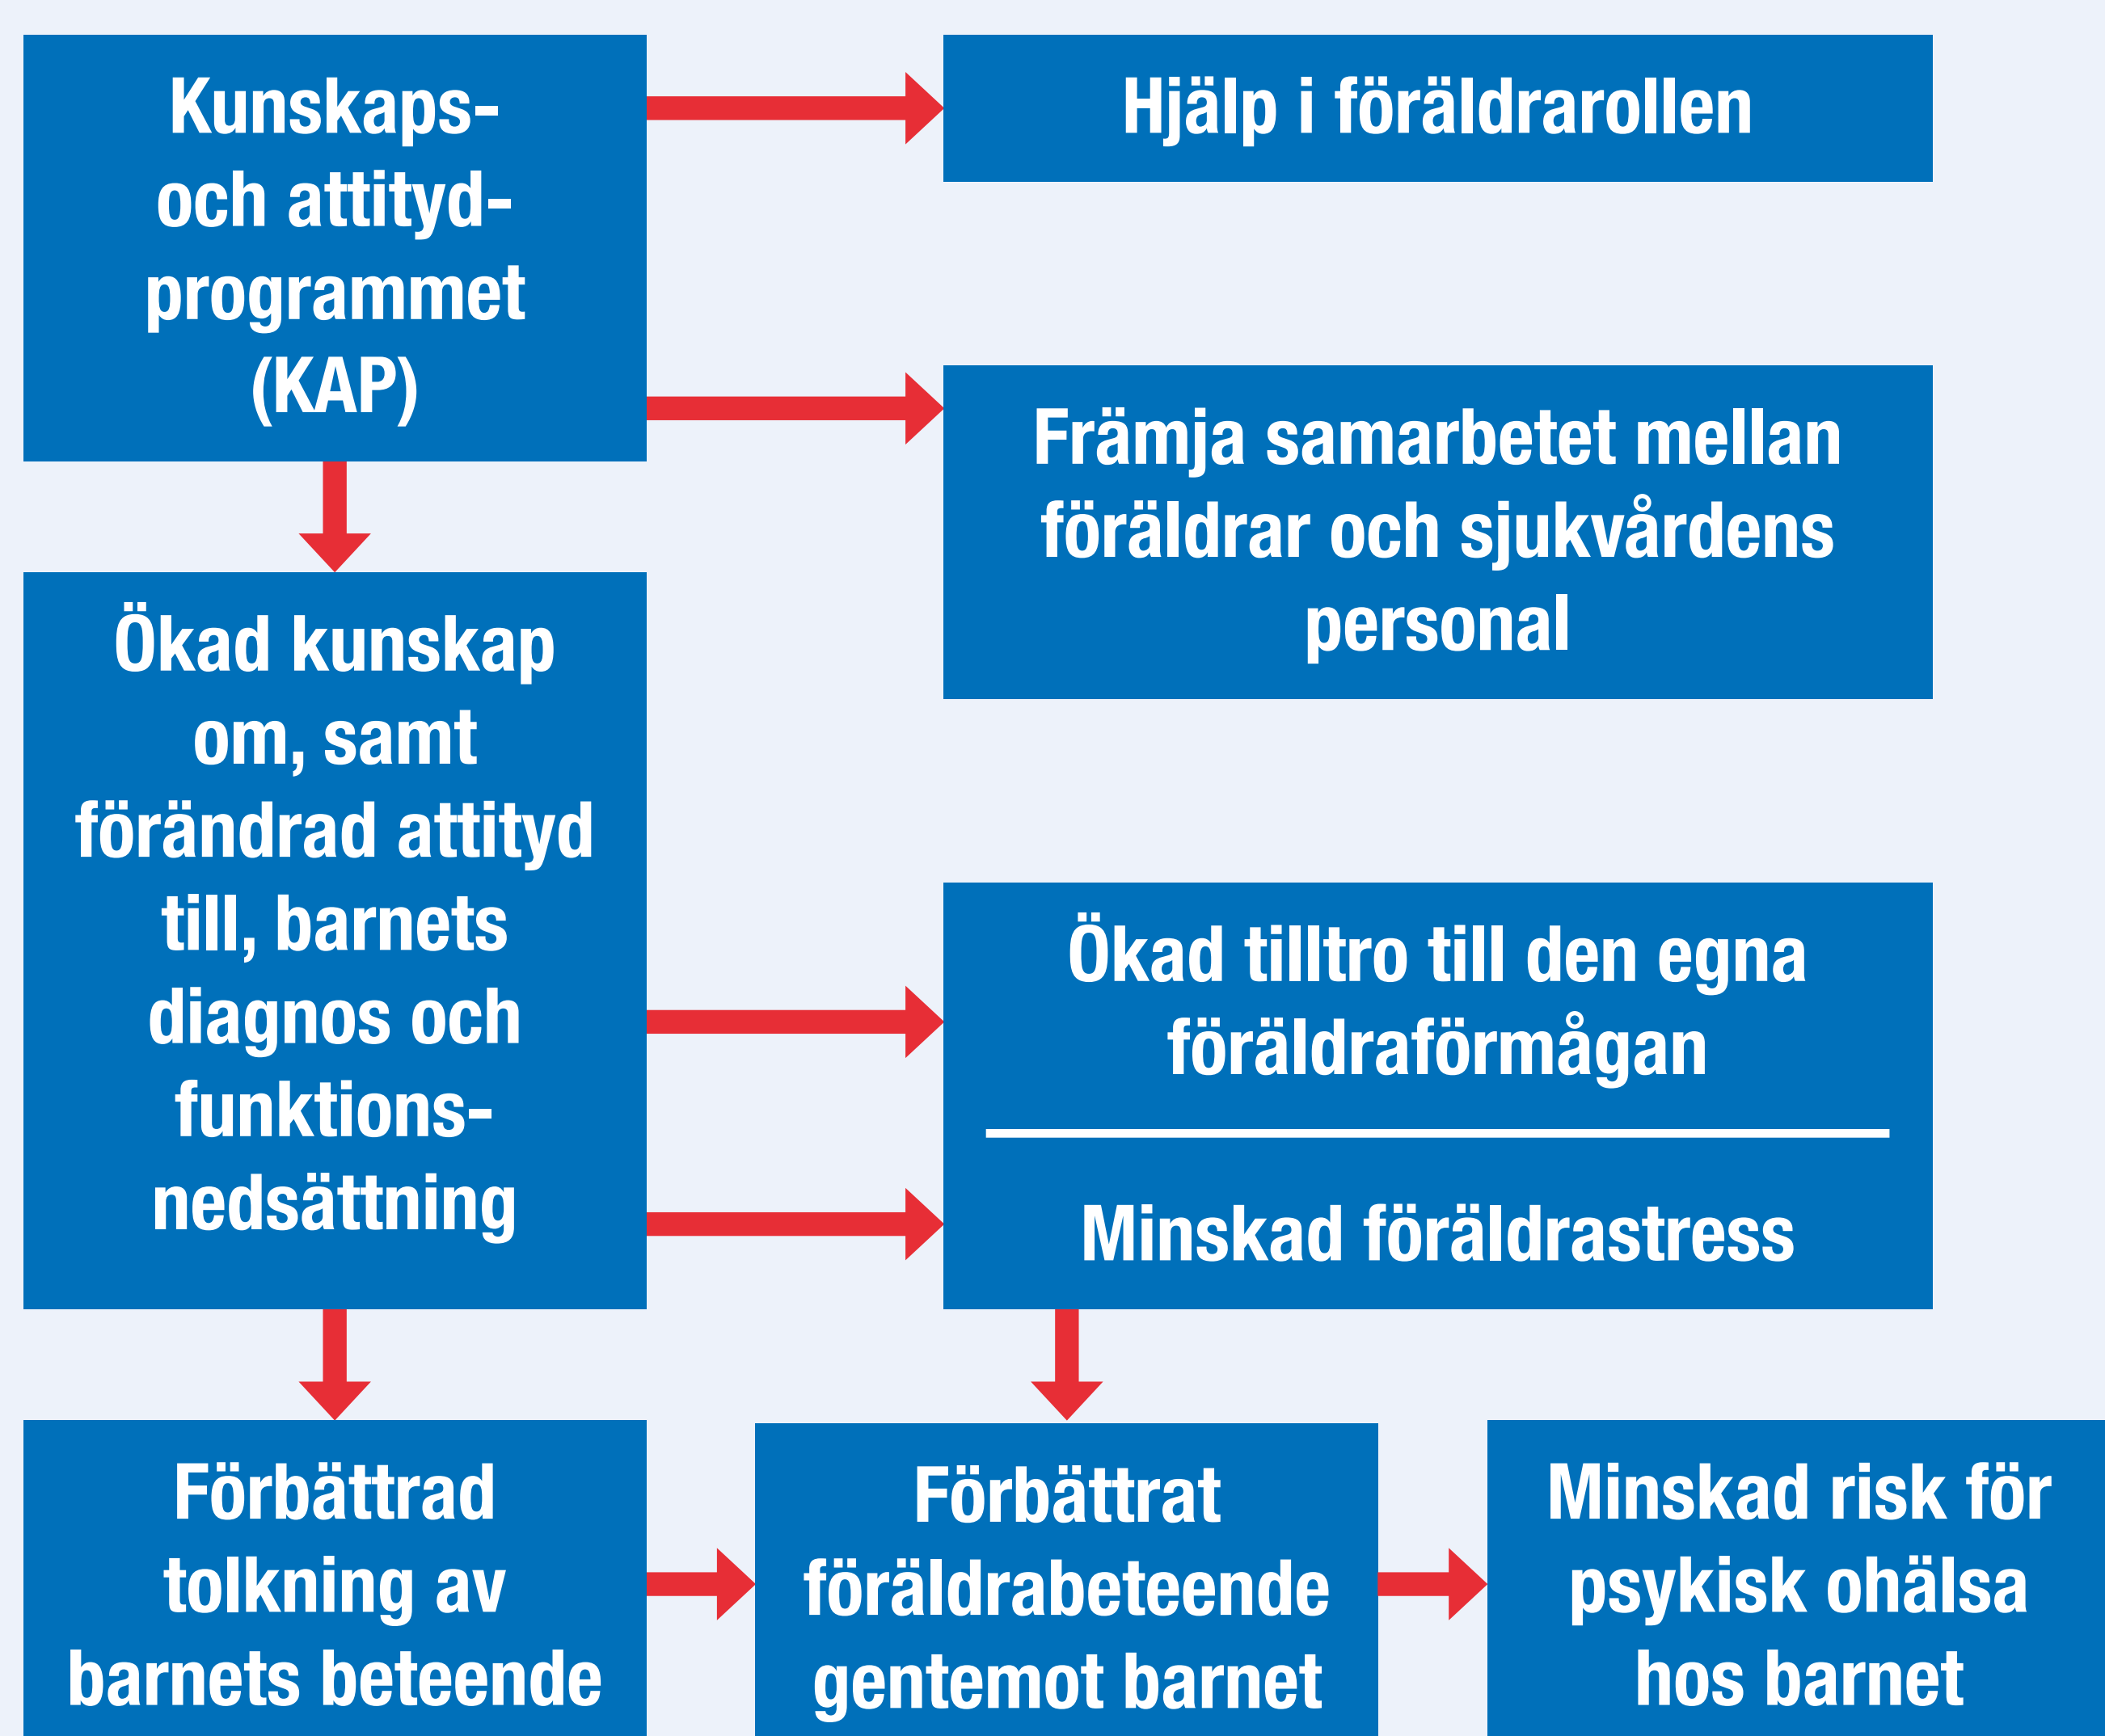 Kunskaps-
och attityd-
programmet
(KAP)
Hjälp i föräldrarollen
Främja samarbetet mellan
föräldrar och sjukvårdens
personal
Ökad kunskap
om, samt
förändrad attityd
till, barnets
diagnos och
funktions-
nedsättning
Ökad tilltro till den egna
föräldraförmågan
Minskad föräldrastress
Förbättrad
tolkning av
barnets beteende
Förbättrat
föräldrabeteende
gentemot barnet
Minskad risk för
psykisk ohälsa
hos barnet